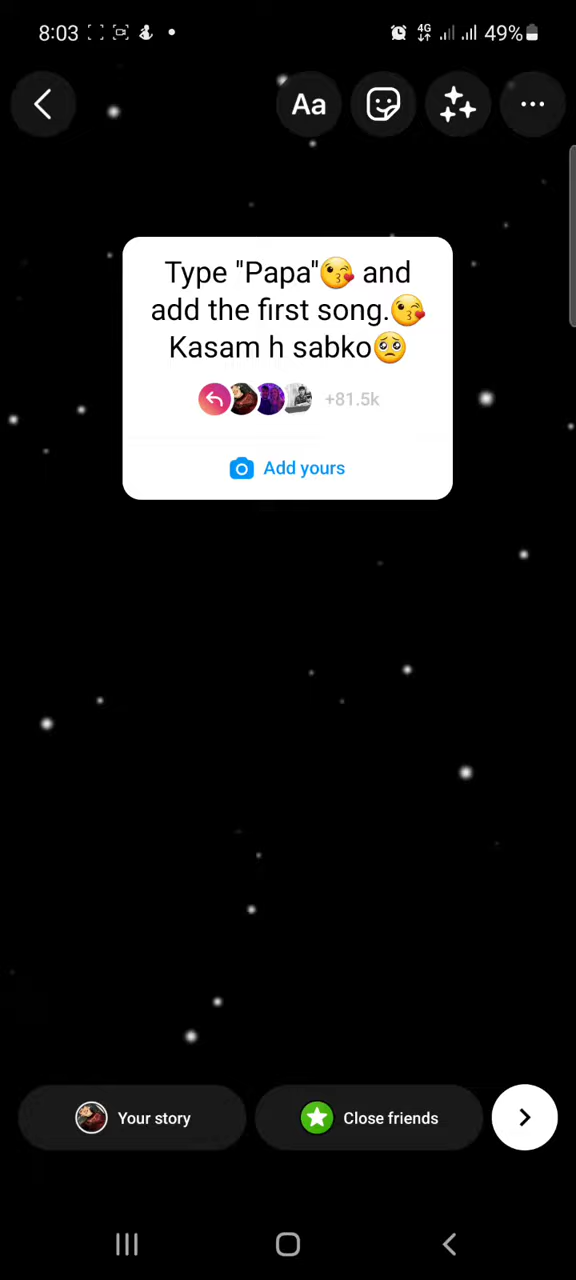 8:03
4G
49%
Aa
Type "Papa"😘 and
add the first song.😘
Kasam h sabko🥺
+81.5k
Add yours
Your story
Close friends